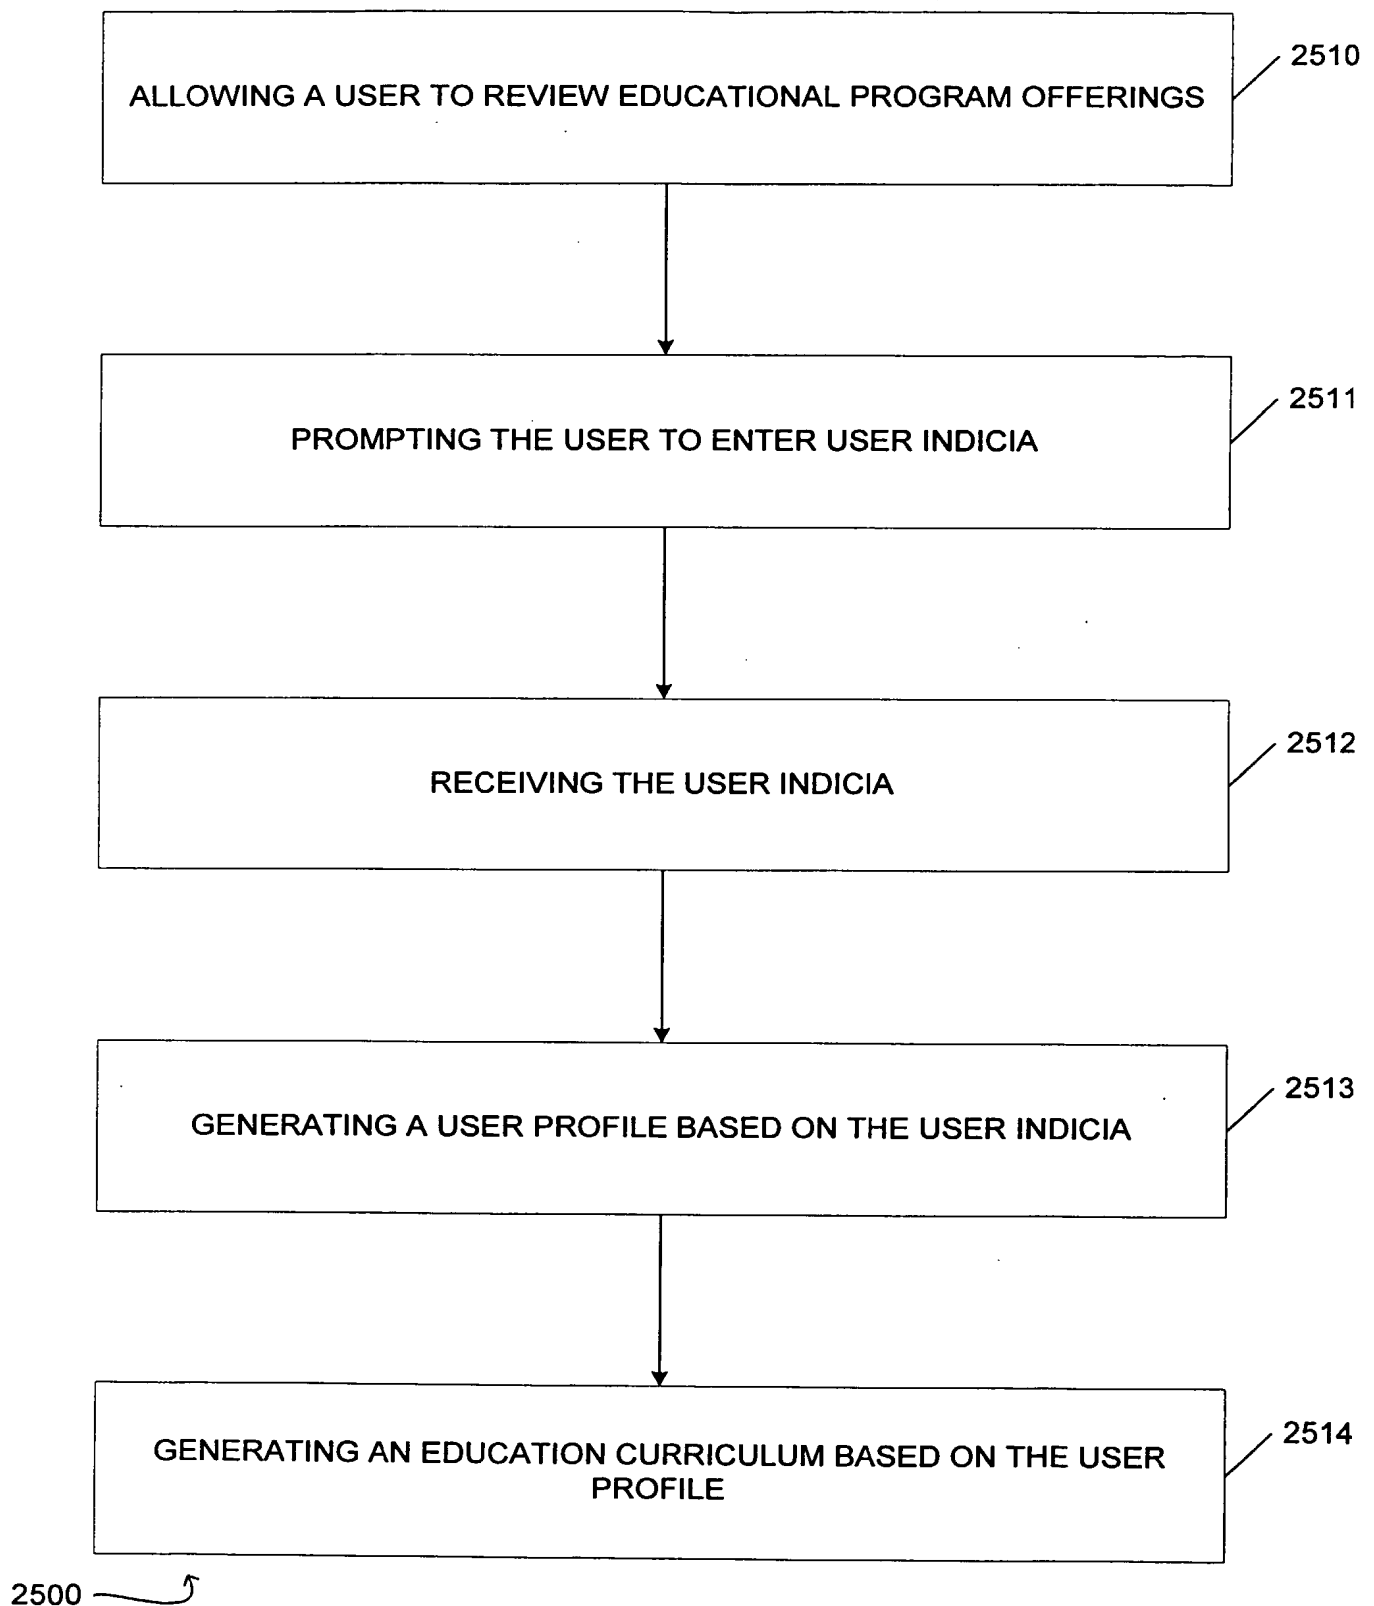 2510
ALLOWING A USER TO REVIEW EDUCATIONAL PROGRAM OFFERINGS
2511
PROMPTING THE USER TO ENTER USER INDICIA
2512
RECEIVING THE USER INDICIA
2513
GENERATING A USER PROFILE BASED ON THE USER INDICIA
2514
GENERATING AN EDUCATION CURRICULUM BASED ON THE USER
PROFILE
2500